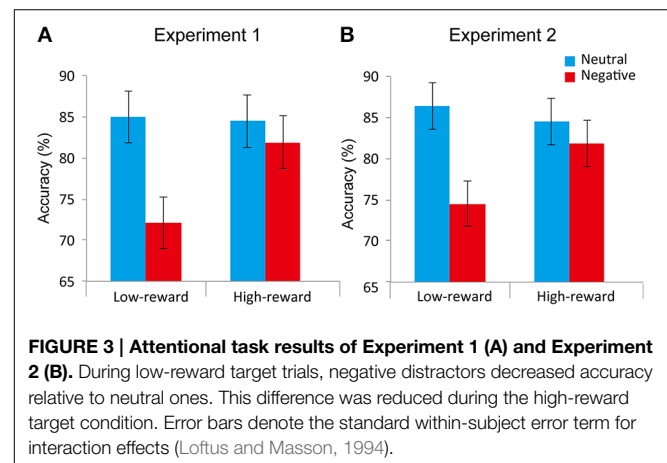 A Experiment 1 B Experiment 2
Neutral
Negative
90
85
80
75
70
65
Accuracy (%)
Low-reward High-reward
90
85
80
75
70
65
Accuracy (%)
Low-reward High-reward
FIGURE 3 | Attentional task results of Experiment 1 (A) and Experiment
2 (B). During low-reward target trials, negative distractors decreased accuracy
relative to neutral ones. This difference was reduced during the high-reward
target condition. Error bars denote the standard within-subject error term for
interaction effects (Loftus and Masson, 1994).